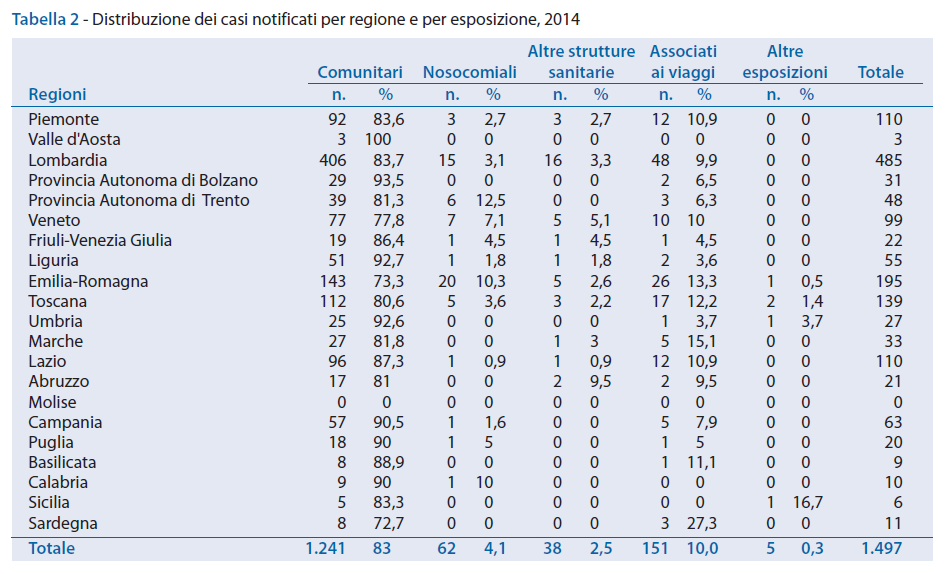 Tabella 2 - Distribuzione dei casi notificati per regione e per esposizione, 2014
Altre strutture Associati Altre
Comunitari Nosocomiali sanitarie ai viaggi esposizioni Totale
Regioni n. % n. % n. % n. % n. %
Piemonte 92 83,6 3 2,7 3 2,7 12 10,9 0 0 110
Valle d'Aosta 3 100 0 0 0 0 0 0 0 0 3
Lombardia 406 83,7 15 3,1 16 3,3 48 9,9 0 0 485
Provincia Autonoma di Bolzano 29 93,5 0 0 0 0 2 6,5 0 0 31
Provincia Autonoma di Trento 39 81,3 6 12,5 0 0 3 6,3 0 0 48
Veneto 77 77,8 7 7,1 5 5,1 10 10 0 0 99
Friuli-Venezia Giulia 19 86,4 1 4,5 1 4,5 1 4,5 0 0 22
Liguria 51 92,7 1 1,8 1 1,8 2 3,6 0 0 55
Emilia-Romagna 143 73,3 20 10,3 5 2,6 26 13,3 1 0,5 195
Toscana 112 80,6 5 3,6 3 2,2 17 12,2 2 1,4 139
Umbria 25 92,6 0 0 0 0 1 3,7 1 3,7 27
Marche 27 81,8 0 0 1 3 5 15,1 0 0 33
Lazio 96 87,3 1 0,9 1 0,9 12 10,9 0 0 110
Abruzzo 17 81 0 0 2 9,5 2 9,5 0 0 21
Molise 0 0 0 0 0 0 0 0 0 0 0
Campania 57 90,5 1 1,6 0 0 5 7,9 0 0 63
Puglia 18 90 1 5 0 0 1 5 0 0 20
Basilicata 8 88,9 0 0 0 0 1 11,1 0 0 9
Calabria 9 90 1 10 0 0 0 0 0 0 10
Sicilia 5 83,3 0 0 0 0 0 0 1 16,7 6
Sardegna 8 72,7 0 0 0 0 3 27,3 0 0 11
Totale 1.241 83 62 4,1 38 2,5 151 10,0 5 0,3 1.497